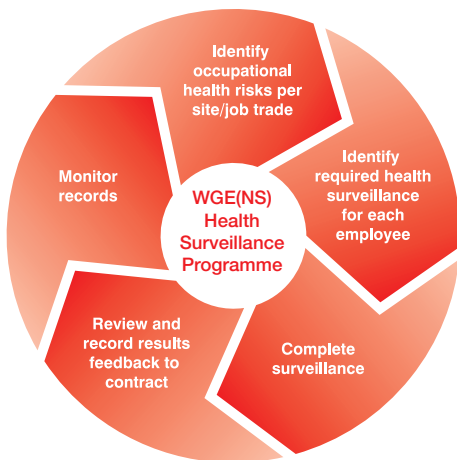 Identify
occupational
health risks per
site/job trade
Identify
required health
surveillance
for each
employee
Complete
surveillance
Review and
record results
feedback to
contract
Monitor
records
WGE(NS)
Health
Surveillance
Programme